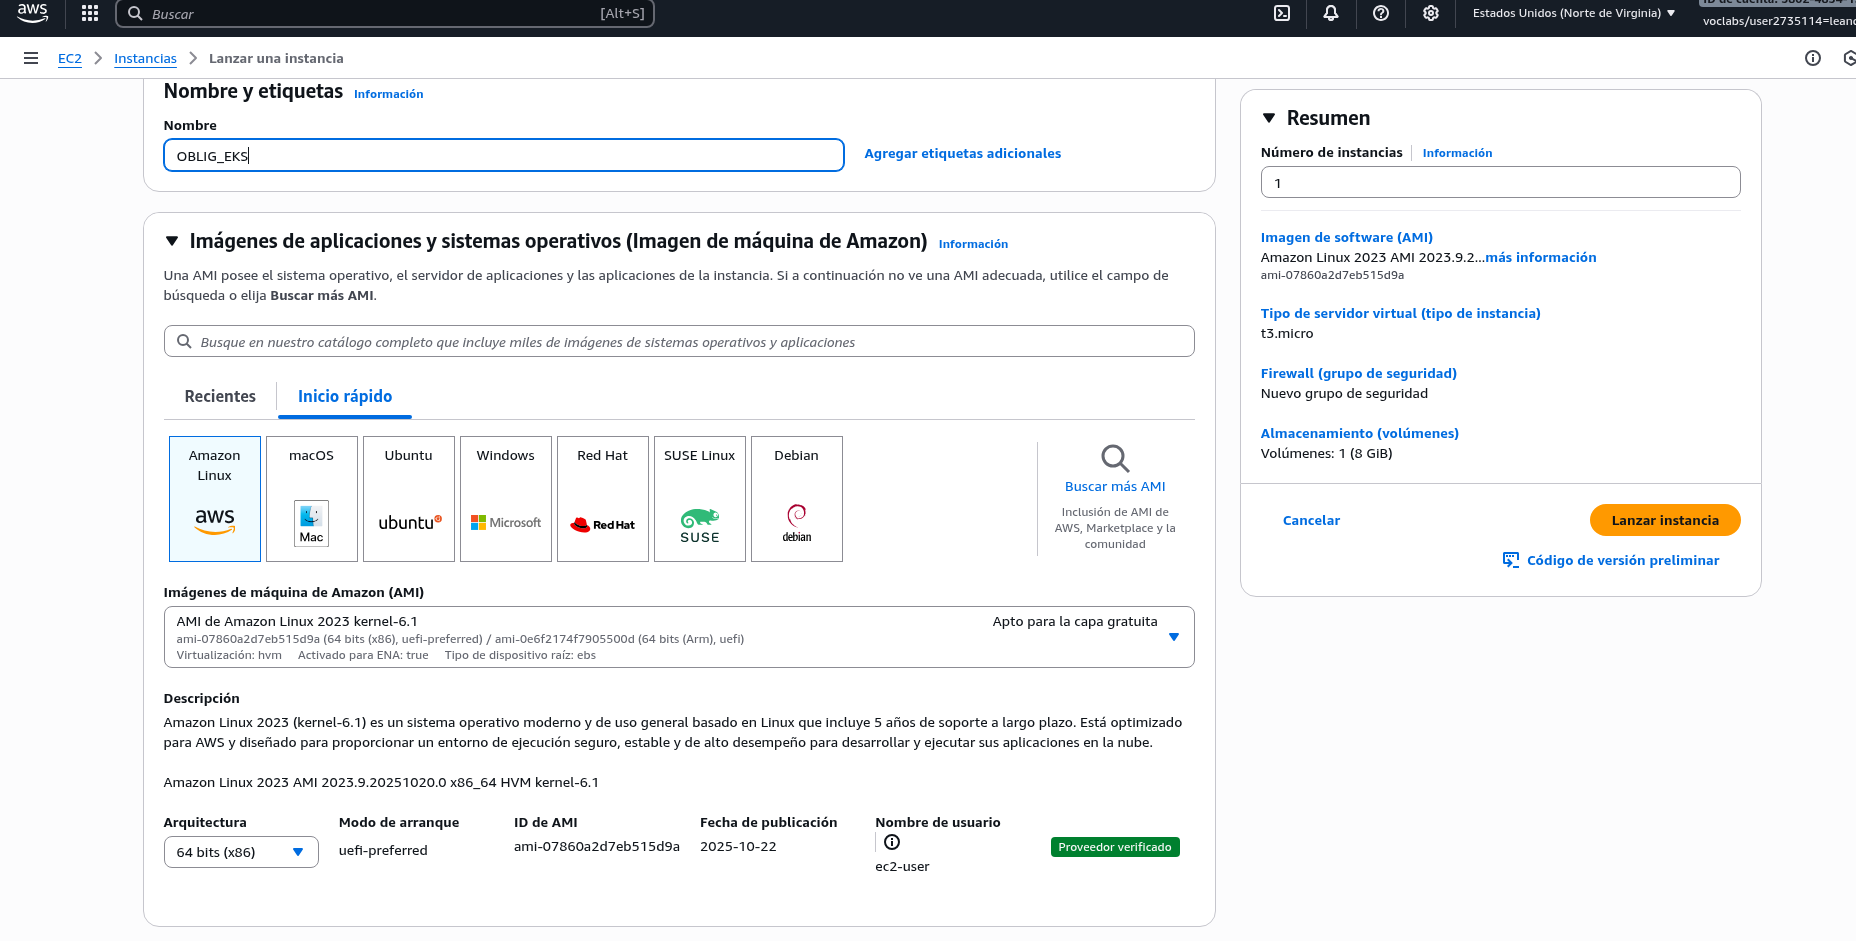 aws
Buscar
[Alt+S]
Estados Unidos (Norte de Virginia)
EC2
Instancias
Lanzar una instancia
Nombre y etiquetas
Información
Nombre
OBLIG_EKS
Agregar etiquetas adicionales
Imágenes de aplicaciones y sistemas operativos (Imagen de máquina de Amazon)
Información
Una AMI posee el sistema operativo, el servidor de aplicaciones y las aplicaciones de la instancia. Si a continuación no ve una AMI adecuada, utilice el campo de
búsqueda o elija Buscar más AMI.
Busque en nuestro catálogo completo que incluye miles de imágenes de sistemas operativos y aplicaciones
Recientes
Inicio rápido
Amazon
Linux
aws
macOS
Mac
Ubuntu
ubuntu
Windows
Microsoft
Red Hat
Red Hat
SUSE Linux
SUSE
Debian
debian
Buscar más AMI
Inclusión de AMI de
AWS, Marketplace y la
comunidad
Imágenes de máquina de Amazon (AMI)
AMI de Amazon Linux 2023 kernel-6.1
Apto para la capa gratuita
ami-07860a2d7eb515d9a (64 bits (x86), uefi-preferred) / ami-0e6f2174f7905500d (64 bits (Arm), uefi)
Virtualización: hvm Activado para ENA: true Tipo de dispositivo raíz: ebs
Descripción
Amazon Linux 2023 (kernel-6.1) es un sistema operativo moderno y de uso general basado en Linux que incluye 5 años de soporte a largo plazo. Está optimizado
para AWS y diseñado para proporcionar un entorno de ejecución seguro, estable y de alto desempeño para desarrollar y ejecutar sus aplicaciones en la nube.
Amazon Linux 2023 AMI 2023.9.20251020.0 x86_64 HVM kernel-6.1
Arquitectura
64 bits (x86)
Modo de arranque
uefi-preferred
ID de AMI
ami-07860a2d7eb515d9a
Fecha de publicación
2025-10-22
Nombre de usuario
ec2-user
Proveedor verificado
Resumen
Número de instancias
Información
1
Imagen de software (AMI)
Amazon Linux 2023 AMI 2023.9.2...más información
ami-07860a2d7eb515d9a
Tipo de servidor virtual (tipo de instancia)
t3.micro
Firewall (grupo de seguridad)
Nuevo grupo de seguridad
Almacenamiento (volúmenes)
Volúmenes: 1 (8 GiB)
Cancelar
Lanzar instancia
Código de versión preliminar